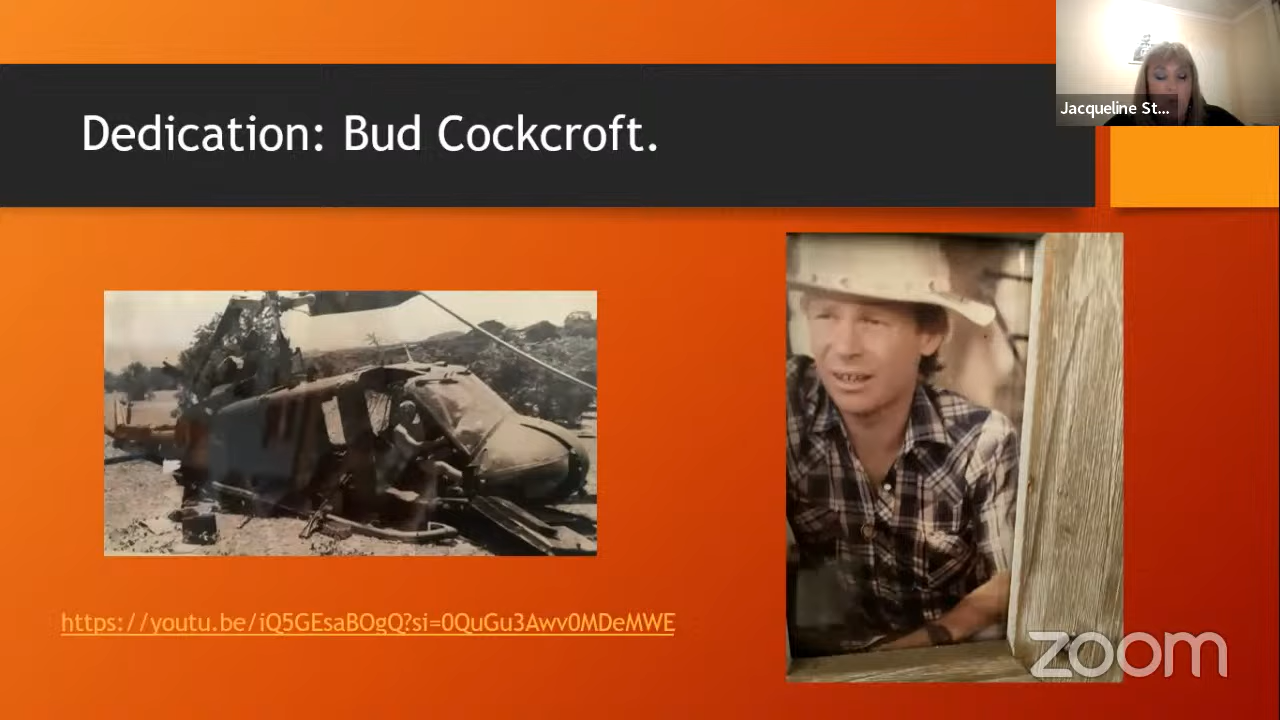 Jacqueline St...
Dedication: Bud Cockcroft.
https://youtu.be/iQ5GEsaBOgQ?si=0QuGu3Awv0MDeMWE
zoom